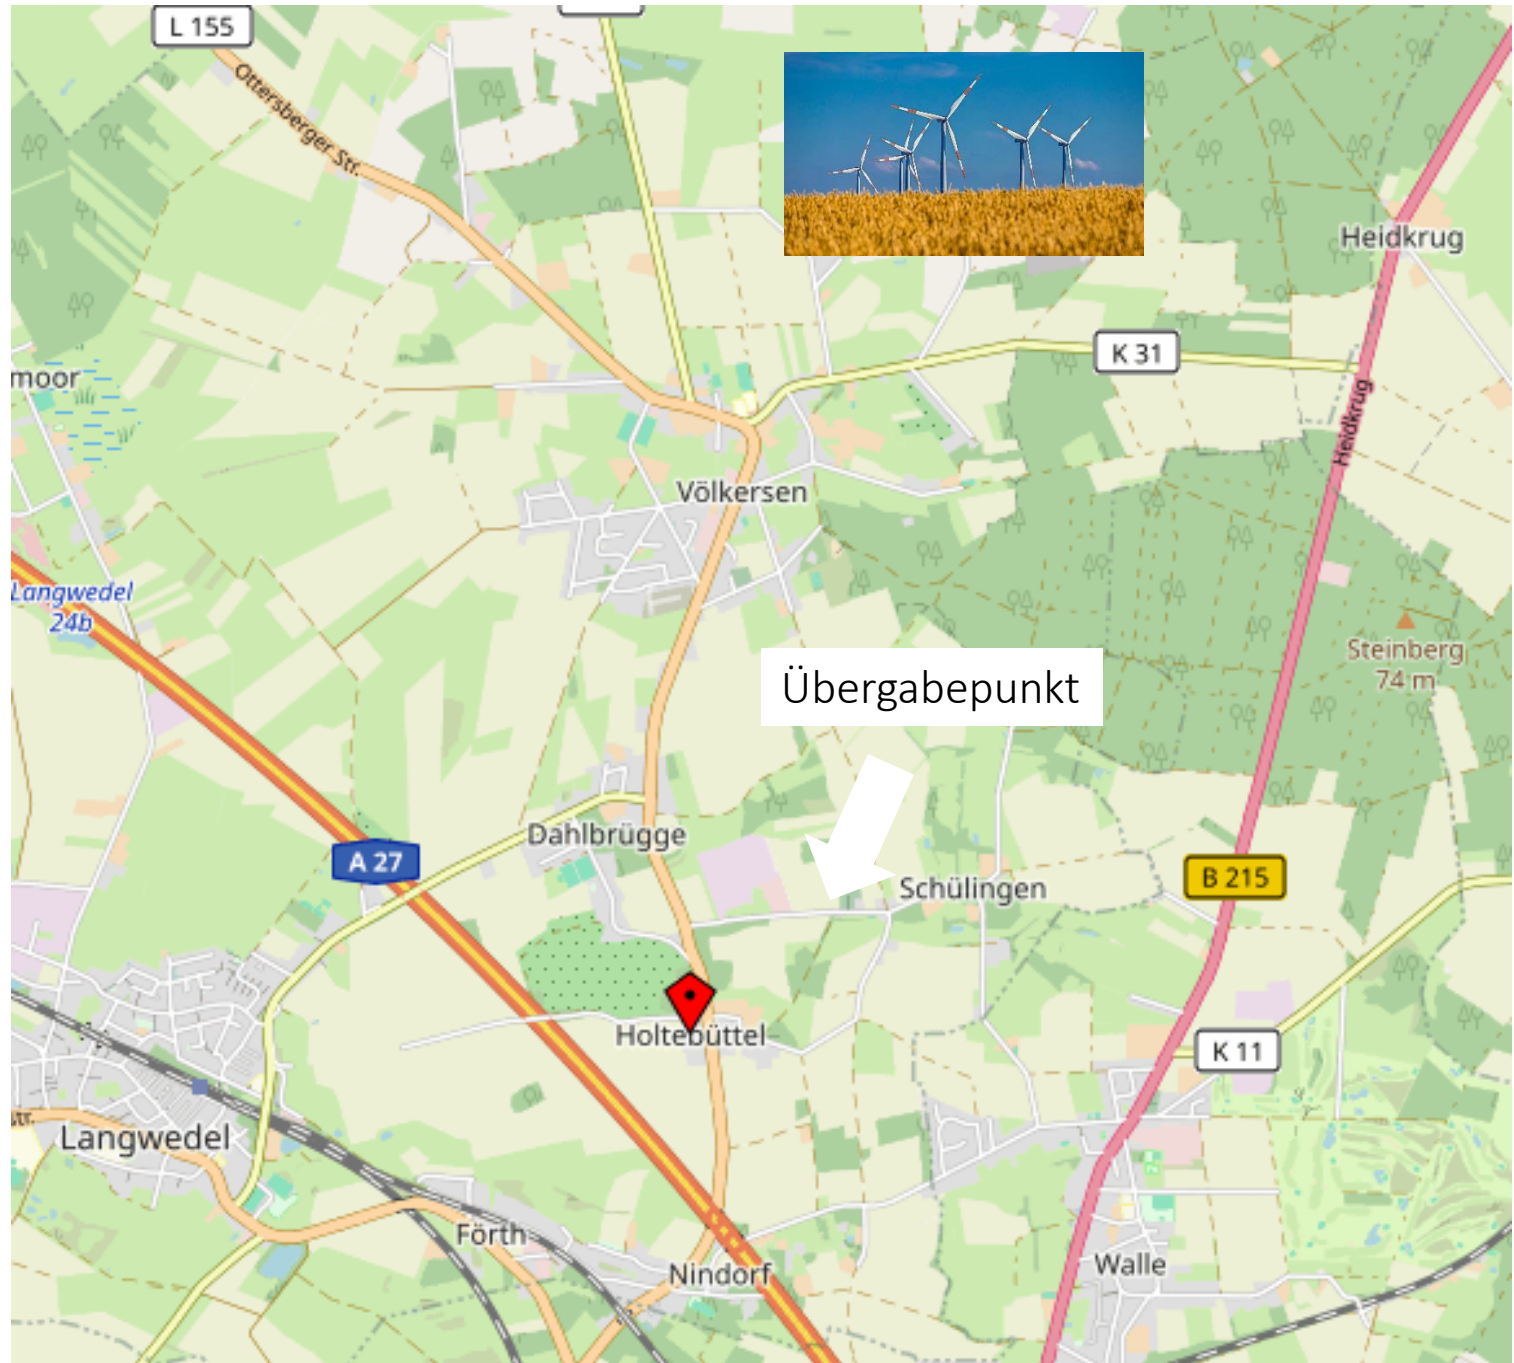 L 155
Ottersberger Str.
Heidkrug
K 31
moor
Heidkrug
Völkersen
Langwedel
24b
Steinberg
74 m
Übergabepunkt
Dahlbrügge
A 27
B 215
Schülingen
Holtebüttel
K 11
str.
Langwedel
Förth
Nindorf
Walle